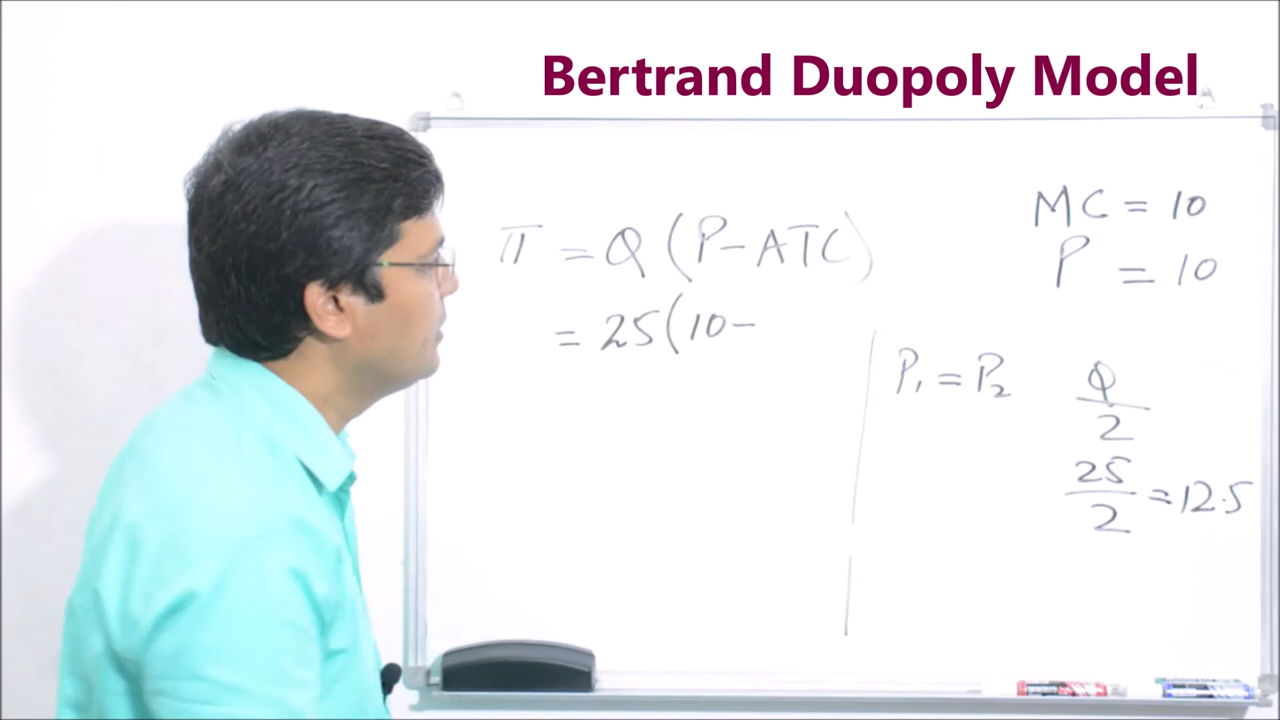 Bertrand Duopoly Model
π = Q (P-ATC)
= 25(10-
MC = 10
P = 10
P₁ = P₂
Q/2
25/2 = 12.5